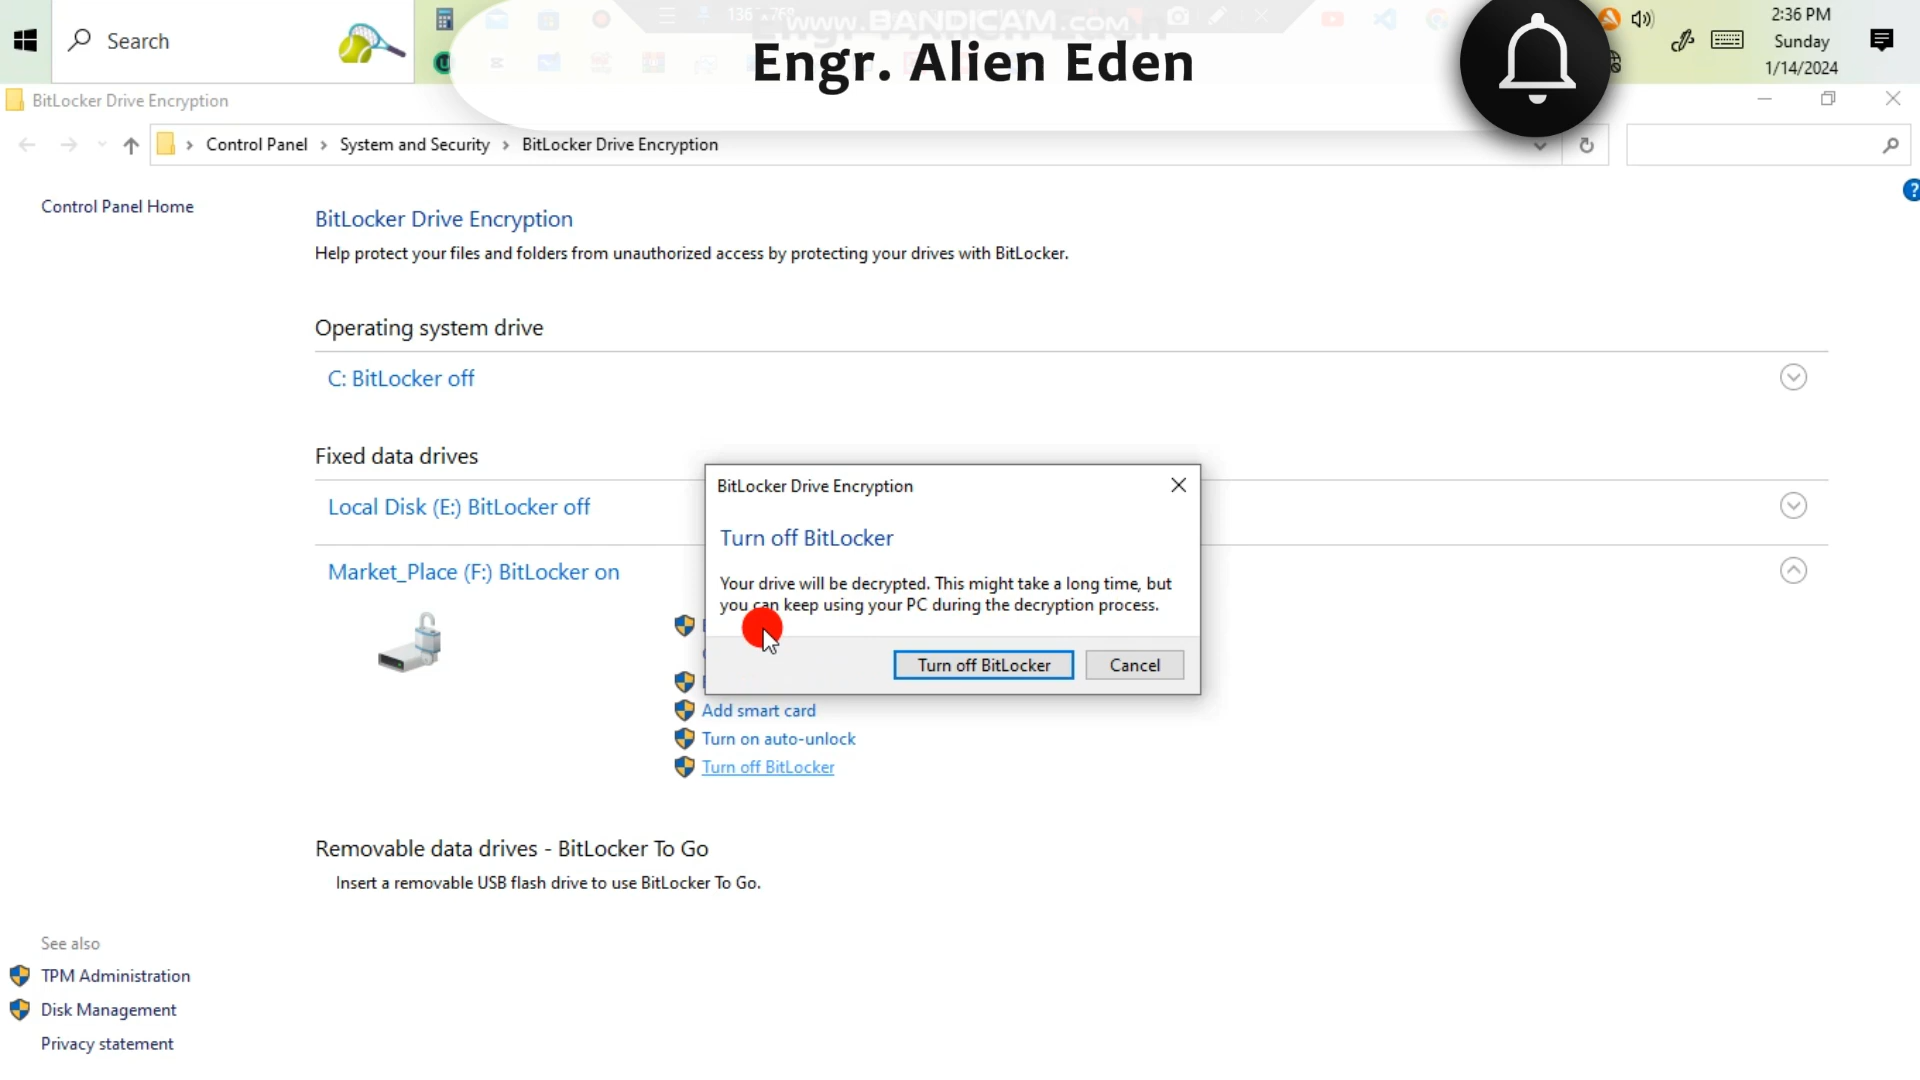 Search
www.BANDICAM.com
Engr. Alien Eden
2:36 PM
Sunday
1/14/2024
BitLocker Drive Encryption
Control Panel › System and Security › BitLocker Drive Encryption
Control Panel Home
BitLocker Drive Encryption
Help protect your files and folders from unauthorized access by protecting your drives with BitLocker.
Operating system drive
C: BitLocker off
Fixed data drives
Local Disk (E:) BitLocker off
Market_Place (F:) BitLocker on
BitLocker Drive Encryption
Turn off BitLocker
Your drive will be decrypted. This might take a long time, but
you can keep using your PC during the decryption process.
Turn off BitLocker
Cancel
Add smart card
Turn on auto-unlock
Turn off BitLocker
Removable data drives - BitLocker To Go
Insert a removable USB flash drive to use BitLocker To Go.
See also
TPM Administration
Disk Management
Privacy statement